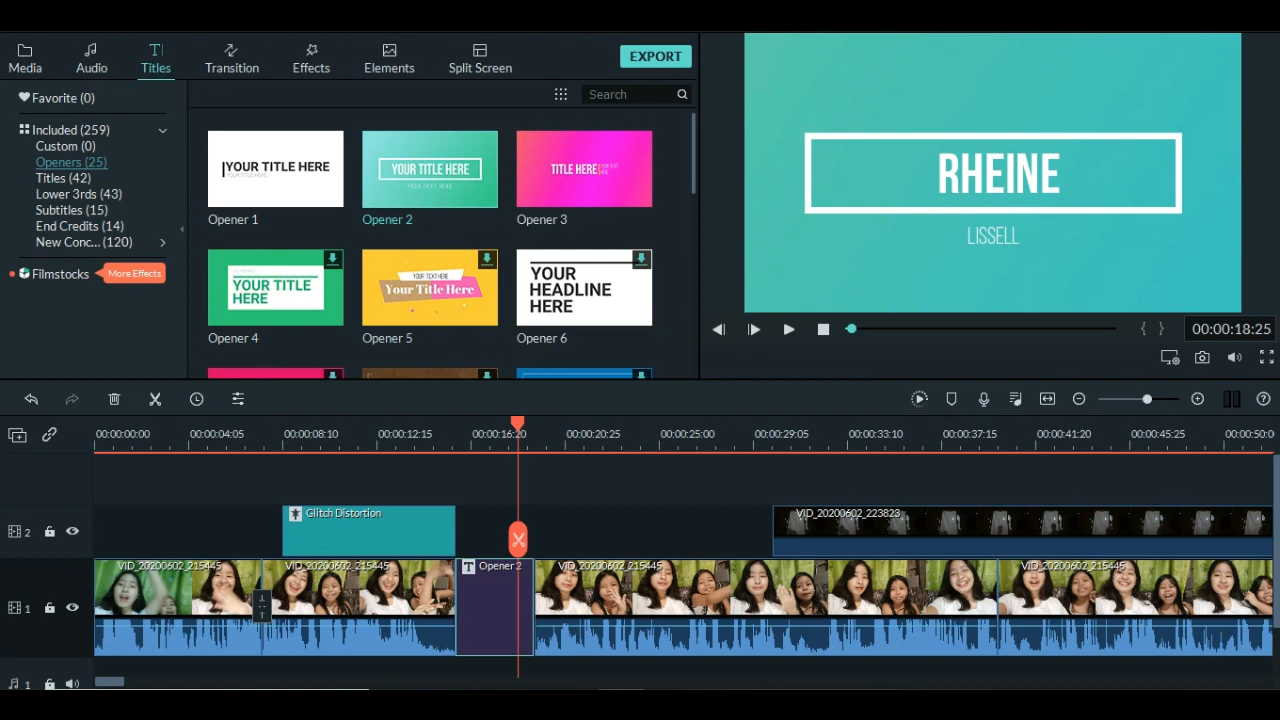 Media
Audio
Titles
Transition
Effects
Elements
Split Screen
EXPORT
Favorite (0)
Search
Included (259)
Custom (0)
Openers (25)
Titles (42)
Lower 3rds (43)
Subtitles (15)
End Credits (14)
New Conc... (120)
Filmstocks
More Effects
YOUR TITLE HERE
Opener 1
YOUR TITLE HERE
YOUR TEXT HERE
Opener 2
TITLE HERE
Opener 3
YOUR TITLE
HERE
Opener 4
YOUR TEXT HERE
Your Title Here
Opener 5
YOUR
HEADLINE
HERE
Opener 6
RHEINE
LISSELL
{ }
00:00:18:25
00:00:00:00
00:00:04:05
00:00:08:10
00:00:12:15
00:00:16:20
00:00:20:25
00:00:25:00
00:00:29:05
00:00:33:10
00:00:37:15
00:00:41:20
00:00:45:25
00:00:50:0
2
Glitch Distortion
VID_20200602_223823
1
VID_20200602_215445
VID_20200602_215445
T
Opener 2
VID_20200602_215445
VID_20200602_215445
1